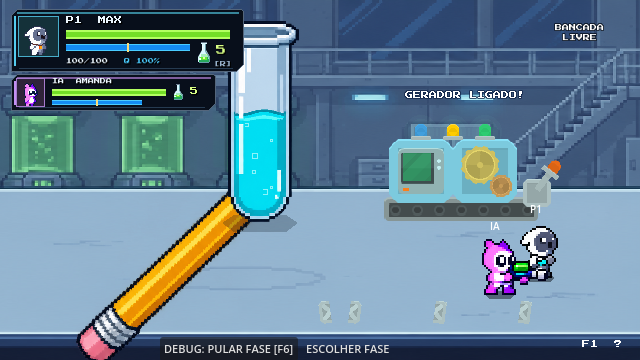 P1 MAX
100/100 Q 100%
5
[R]
IA AMANDA
5
BANCADA
LIVRE
GERADOR LIGADO!
P1
IA
DEBUG: PULAR FASE [F6] ESCOLHER FASE
F1 ?